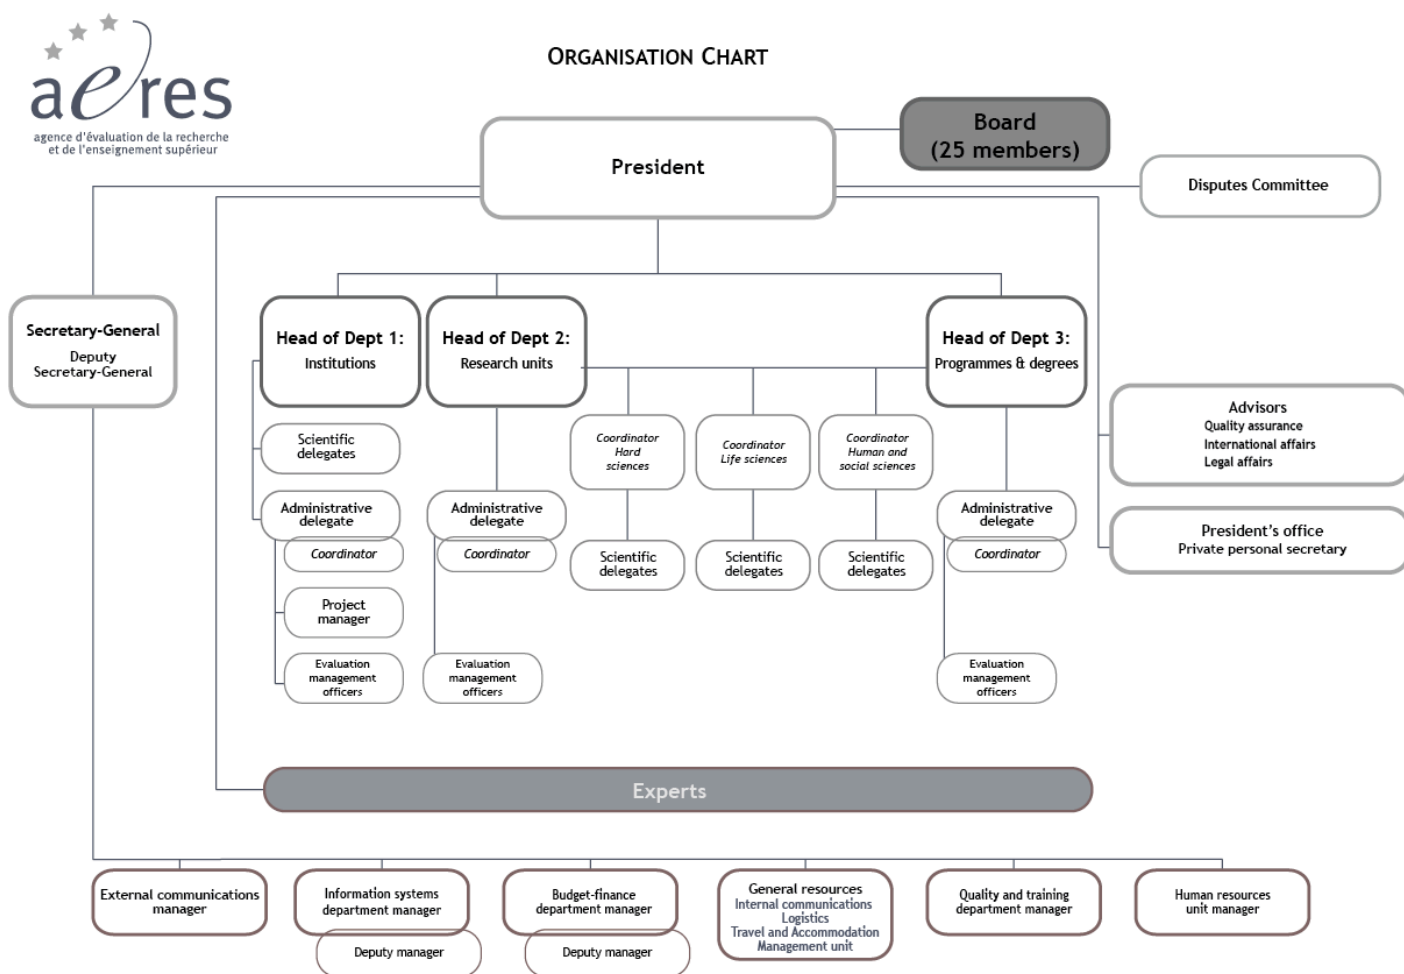 aeres
agence d'évaluation de la recherche
et de l'enseignement supérieur
ORGANISATION CHART
President
Board
(25 members)
Disputes Committee
Secretary-General
Deputy
Secretary-General
Head of Dept 1:
Institutions
Head of Dept 2:
Research units
Head of Dept 3:
Programmes & degrees
Advisors
Quality assurance
International affairs
Legal affairs
President's office
Private personal secretary
Scientific
delegates
Administrative
delegate
Coordinator
Project
manager
Evaluation
management
officers
Administrative
delegate
Coordinator
Evaluation
management
officers
Coordinator
Hard
sciences
Scientific
delegates
Coordinator
Life sciences
Scientific
delegates
Coordinator
Human and
social sciences
Scientific
delegates
Administrative
delegate
Coordinator
Evaluation
management
officers
Experts
External communications
manager
Information systems
department manager
Deputy manager
Budget-finance
department manager
Deputy manager
General resources
Internal communications
Logistics
Travel and Accommodation
Management unit
Quality and training
department manager
Human resources
unit manager